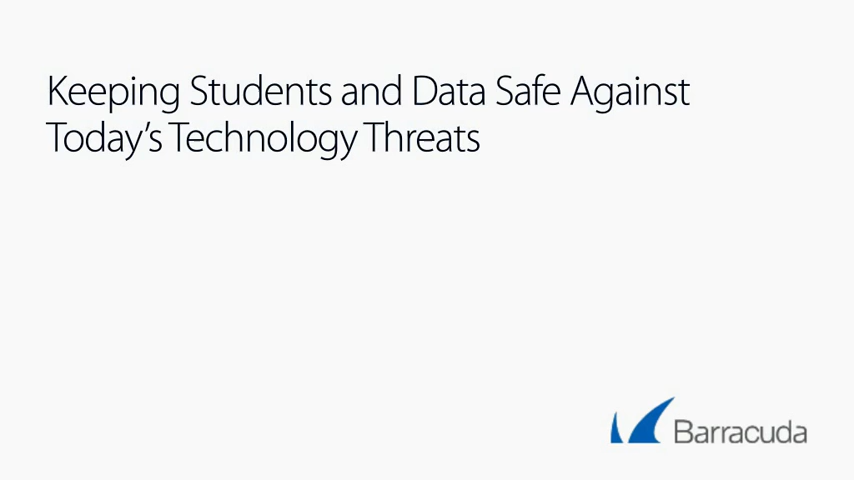 Keeping Students and Data Safe Against
Today’s Technology Threats
Barracuda